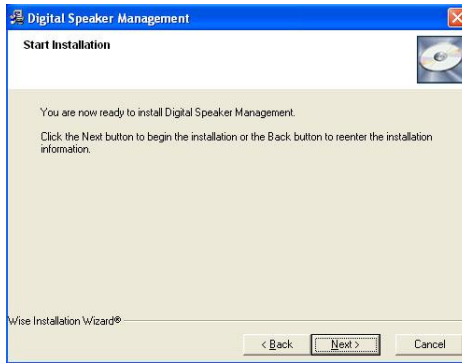 Digital Speaker Management
Start Installation
You are now ready to install Digital Speaker Management.
Click the Next button to begin the installation or the Back button to reenter the installation
information.
Wise Installation Wizard®
< Back
Next >
Cancel